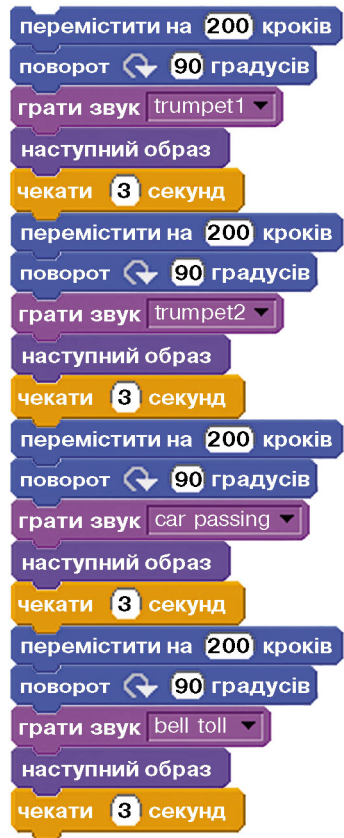 перемістити на 200 кроків
поворот 90 градусів
грати звук trumpet1
наступний образ
чекати 3 секунд
перемістити на 200 кроків
поворот 90 градусів
грати звук trumpet2
наступний образ
чекати 3 секунд
перемістити на 200 кроків
поворот 90 градусів
грати звук car passing
наступний образ
чекати 3 секунд
перемістити на 200 кроків
поворот 90 градусів
грати звук bell toll
наступний образ
чекати 3 секунд